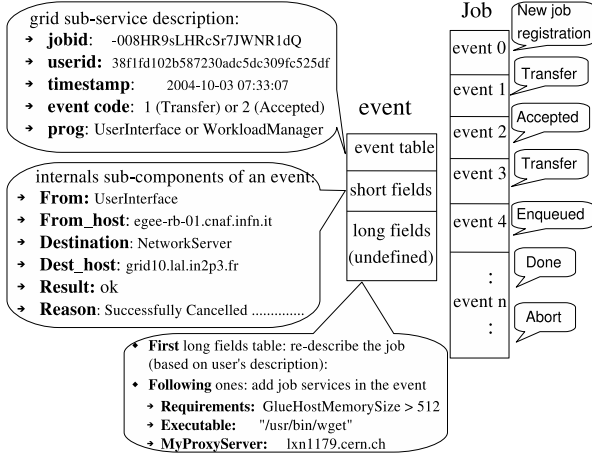 grid sub-service description:
➔ jobid: -008HR9sLHRcSr7JWNR1dQ
➔ userid: 38f1fd102b587230adc5dc309fc525df
➔ timestamp: 2004-10-03 07:33:07
➔ event code: 1 (Transfer) or 2 (Accepted)
➔ prog: UserInterface or WorkloadManager
internals sub-components of an event:
➔ From: UserInterface
➔ From_host: egee-rb-01.cnaf.infn.it
➔ Destination: NetworkServer
➔ Dest_host: grid10.lal.in2p3.fr
➔ Result: ok
➔ Reason: Successfully Cancelled .............
event
event table
short fields
long fields
(undefined)
◆ First long fields table: re-describe the job
(based on user's description):
◆ Following ones: add job services in the event
➔ Requirements: GlueHostMemorySize > 512
➔ Executable: "/usr/bin/wget"
➔ MyProxyServer: lxn1179.cern.ch
Job
event 0
event 1
event 2
event 3
event 4
:
event n
:
New job
registration
Transfer
Accepted
Transfer
Enqueued
Done
Abort